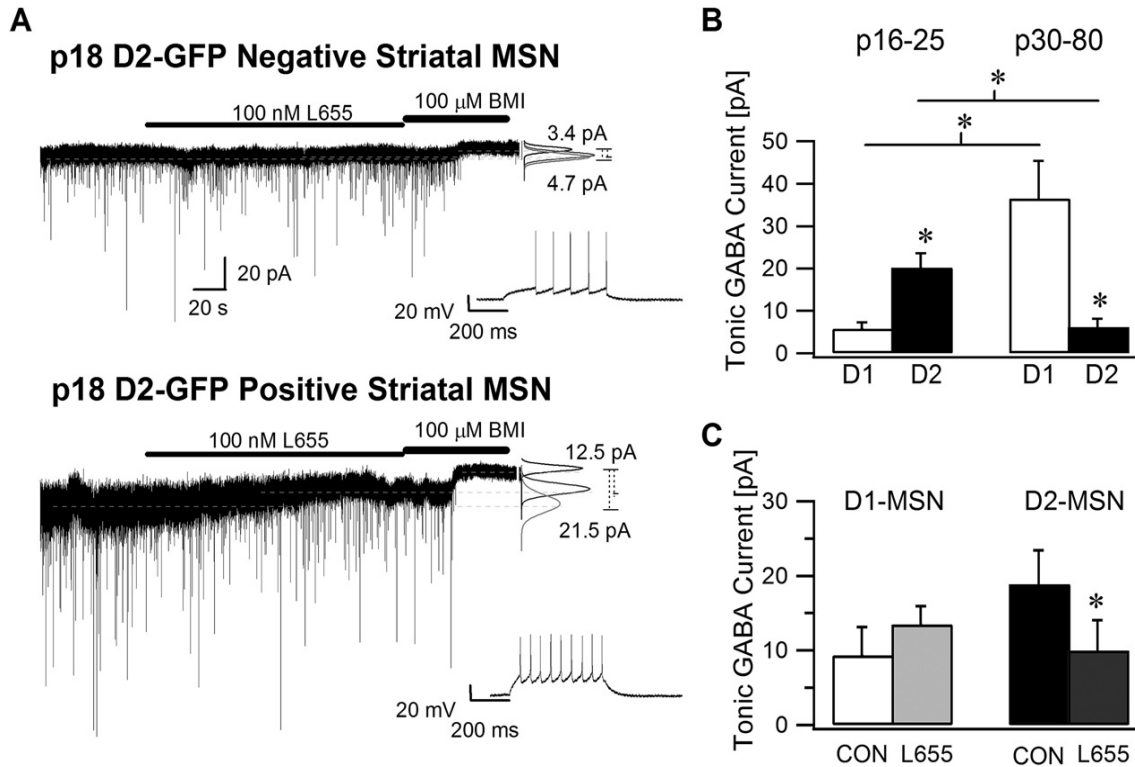 A
p18 D2-GFP Negative Striatal MSN
100 nM L655
100 μM BMI
3.4 pA
4.7 pA
20 pA
20 s
20 mV
200 ms
p18 D2-GFP Positive Striatal MSN
100 nM L655
100 μM BMI
12.5 pA
21.5 pA
20 mV
200 ms
B
p16-25 p30-80
*
*
Tonic GABA Current [pA]
50
40
30
20
10
0
*
*
D1 D2 D1 D2
C
Tonic GABA Current [pA]
30
20
10
0
D1-MSN D2-MSN
*
CON L655 CON L655